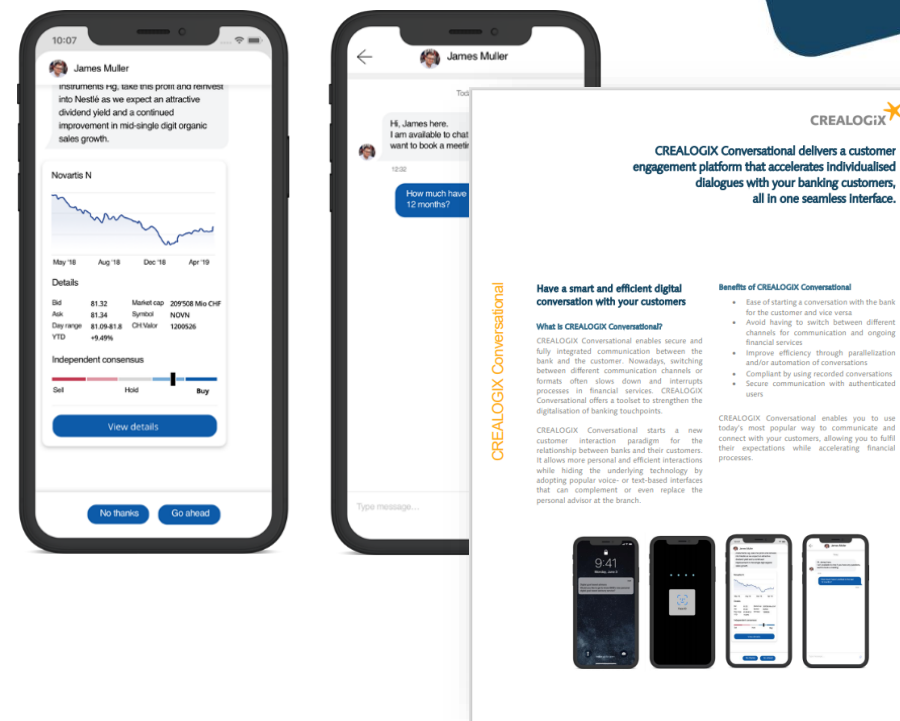 10:07
James Muller
instruments Fig, take this profit and reinvest
into Nestlé as we expect an attractive
dividend yield and a continued
improvement in mid-single digit organic
sales growth.
Novartis N
May '18 Aug '18 Dec '18 Apr '19
Details
Bid 81.32 Market cap 209'508 Mio CHF
Ask 81.34 Symbol NOVN
Day range 81.09-81.8 CH Valor 1200526
YTD +9.49%
Independent consensus
Sell Hold Buy
View details
No thanks Go ahead
James Muller
Hi, James here.
I am available to chat
want to book a
12:32
How much have
12 months?
Type message...
CREALOGIX
CREALOGIX Conversational delivers a customer
engagement platform that accelerates individualised
dialogues with your banking customers,
all in one seamless interface.
CREALOGIX Conversational
Have a smart and efficient digital
conversation with your customers
What is CREALOGIX Conversational?
CREALOGIX Conversational enables secure and
fully integrated communication between the
bank and the customer. Nowadays, switching
between different communication channels or
formats often slows down and interrupts
processes in financial services. CREALOGIX
Conversational offers a toolset to strengthen the
digitalisation of banking touchpoints.
CREALOGIX Conversational starts a new
customer interaction paradigm for the
relationship between banks and their customers.
It allows more personal and efficient interactions
while hiding the underlying technology by
adopting popular voice- or text-based interfaces
that can complement or even replace the
personal advisor at the branch.
Benefits of CREALOGIX Conversational
• Ease of starting a conversation with the bank
for the customer and vice versa
• Avoid having to switch between different
channels for communication and ongoing
financial services
• Improve efficiency through parallelization
and/or automation of conversations
• Compliant by using recorded conversations
• Secure communication with authenticated
users
CREALOGIX Conversational enables you to use
today's most popular way to communicate and
connect with your customers, allowing you to fulfil
their expectations while accelerating financial
processes.
9:41